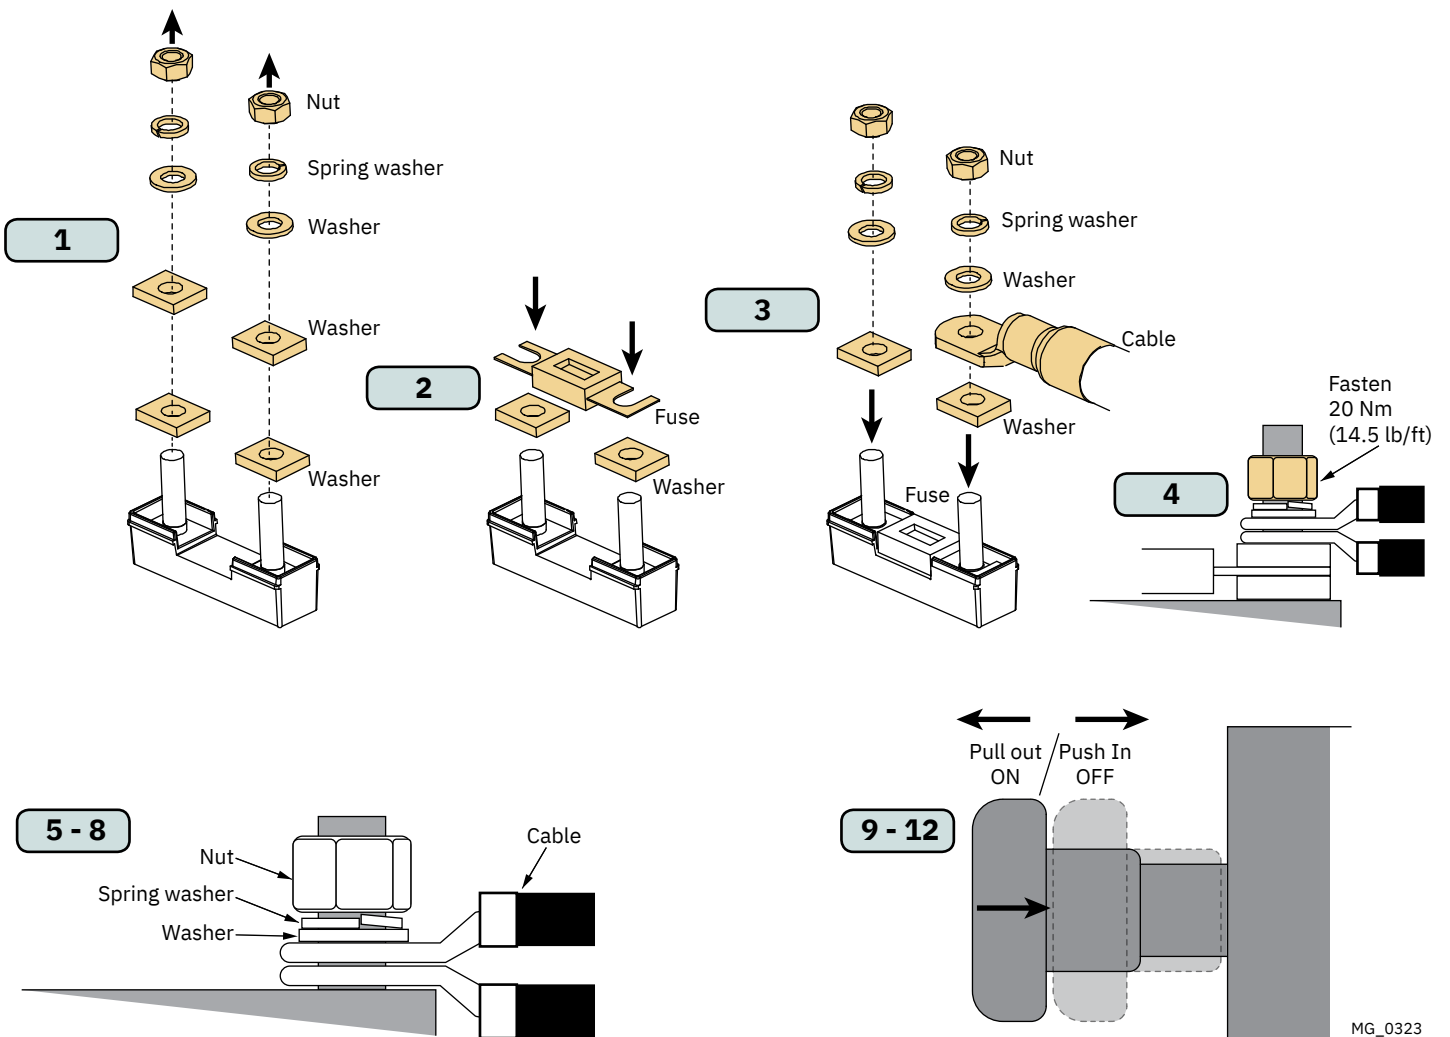 1
Nut
Spring washer
Washer
Washer
Washer
2
Fuse
Washer
3
Nut
Spring washer
Washer
Cable
Washer
Fuse
4
Fasten
20 Nm
(14.5 lb/ft)
5 - 8
Nut
Spring washer
Washer
Cable
9 - 12
Pull out
ON
Push In
OFF
MG_0323